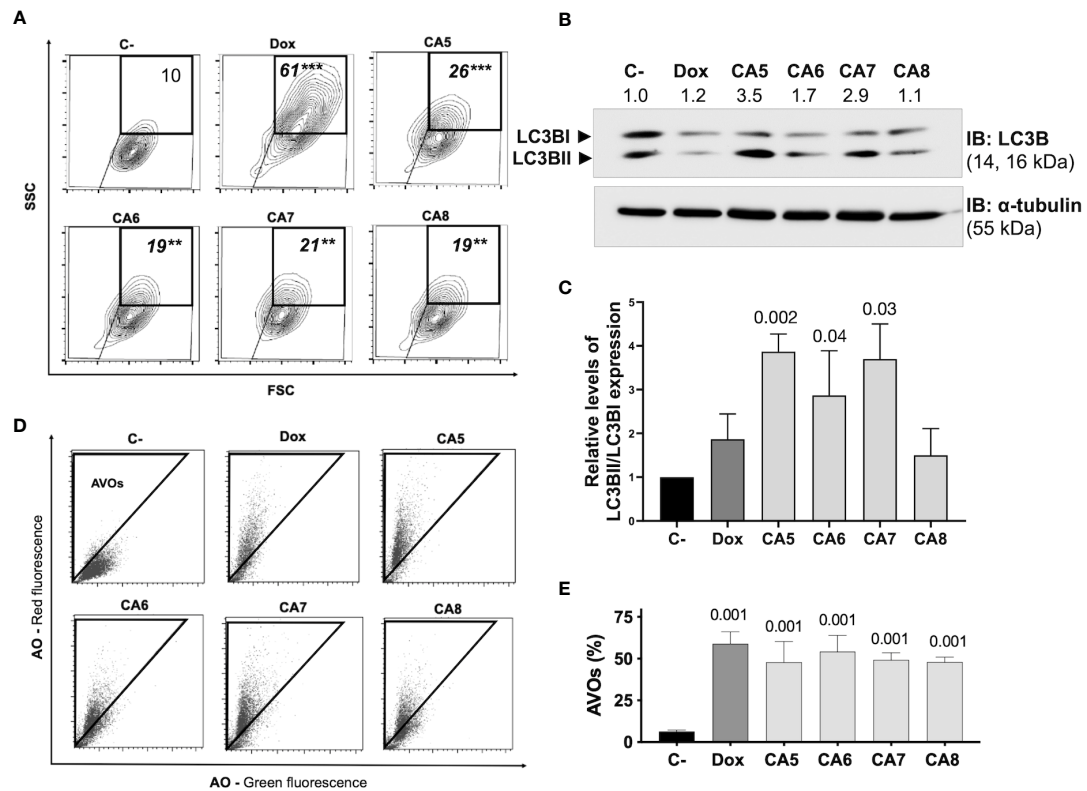 A
C-
Dox
CA5
10
61***
26***
CA6
CA7
CA8
19**
21**
19**
SSC
FSC
B
C- Dox CA5 CA6 CA7 CA8
1.0 1.2 3.5 1.7 2.9 1.1
LC3BI
LC3BII
IB: LC3B
(14, 16 kDa)
IB: α-tubulin
(55 kDa)
C
Relative levels of
LC3BII/LC3BI expression
5
4
3
2
1
0
0.002
0.04
0.03
C- Dox CA5 CA6 CA7 CA8
D
C-
Dox
CA5
AVOs
CA6
CA7
CA8
AO - Red fluorescence
AO - Green fluorescence
E
AVOs (%)
75
50
25
0
0.001
0.001
0.001
0.001
0.001
C- Dox CA5 CA6 CA7 CA8